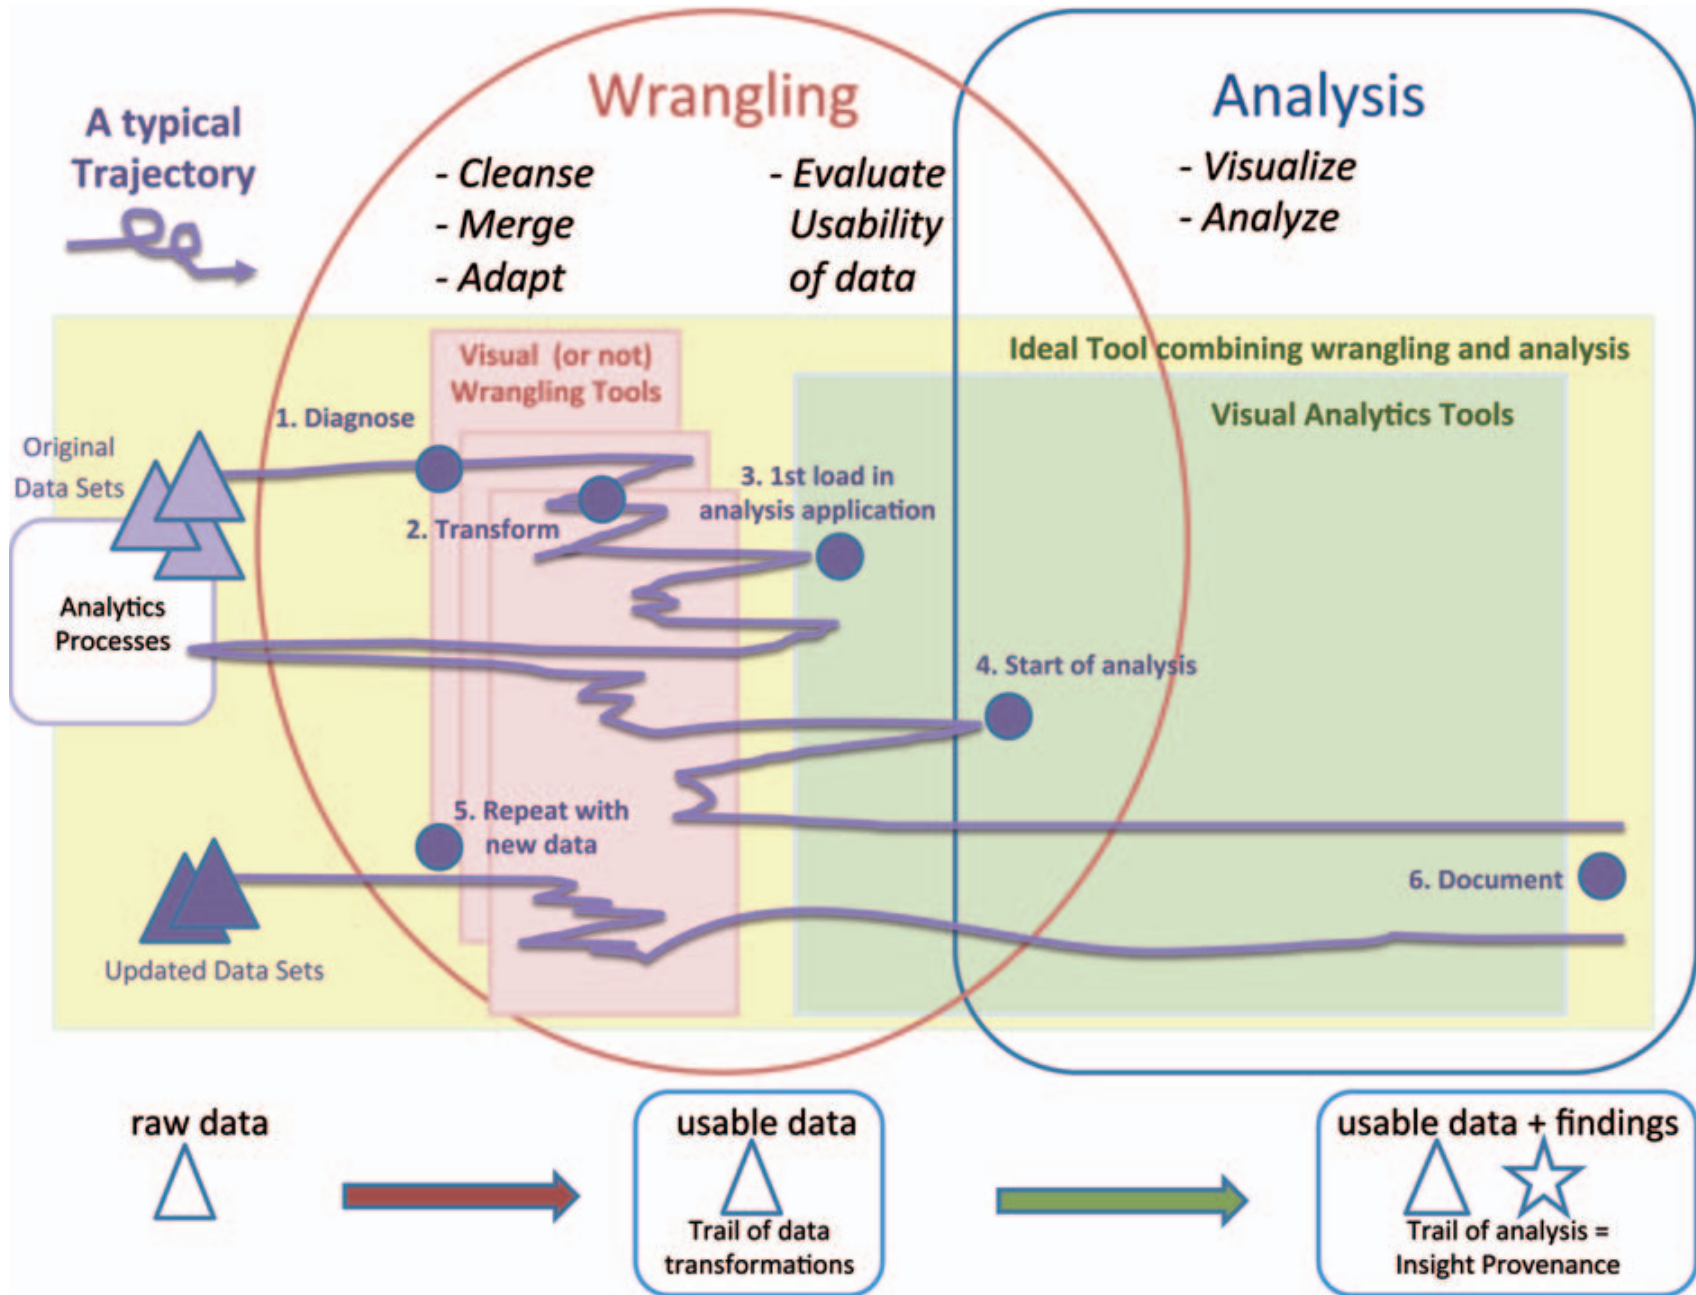 Wrangling
Analysis
A typical
Trajectory
- Cleanse
- Merge
- Adapt
- Evaluate
Usability
of data
- Visualize
- Analyze
Ideal Tool combining wrangling and analysis
Visual (or not)
Wrangling Tools
Visual Analytics Tools
1. Diagnose
Original
Data Sets
2. Transform
3. 1st load in
analysis application
Analytics
Processes
4. Start of analysis
5. Repeat with
new data
6. Document
Updated Data Sets
raw data
usable data
Trail of data
transformations
usable data + findings
Trail of analysis =
Insight Provenance